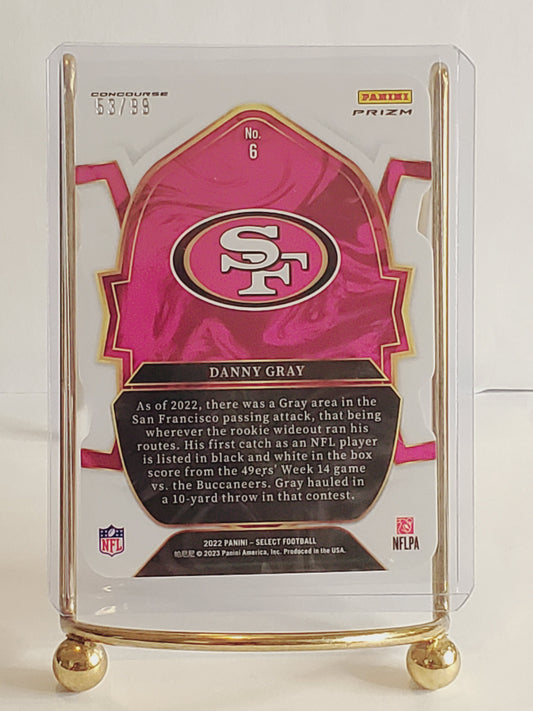 CONCOURSE
53/99
PANINI
PRIZM
No.
6
SF
DANNY GRAY
As of 2022, there was a Gray area in the
San Francisco passing attack, that being
wherever the rookie wideout ran his
routes. His first catch as an NFL player
is listed in black and white in the box
score from the 49ers' Week 14 game
vs. the Buccaneers. Gray hauled in
a 10-yard throw in that contest.
NFL
NFLPA
2022 PANINI – SELECT FOOTBALL
帕尼尼 © 2023 Panini America, Inc. Produced in the USA.